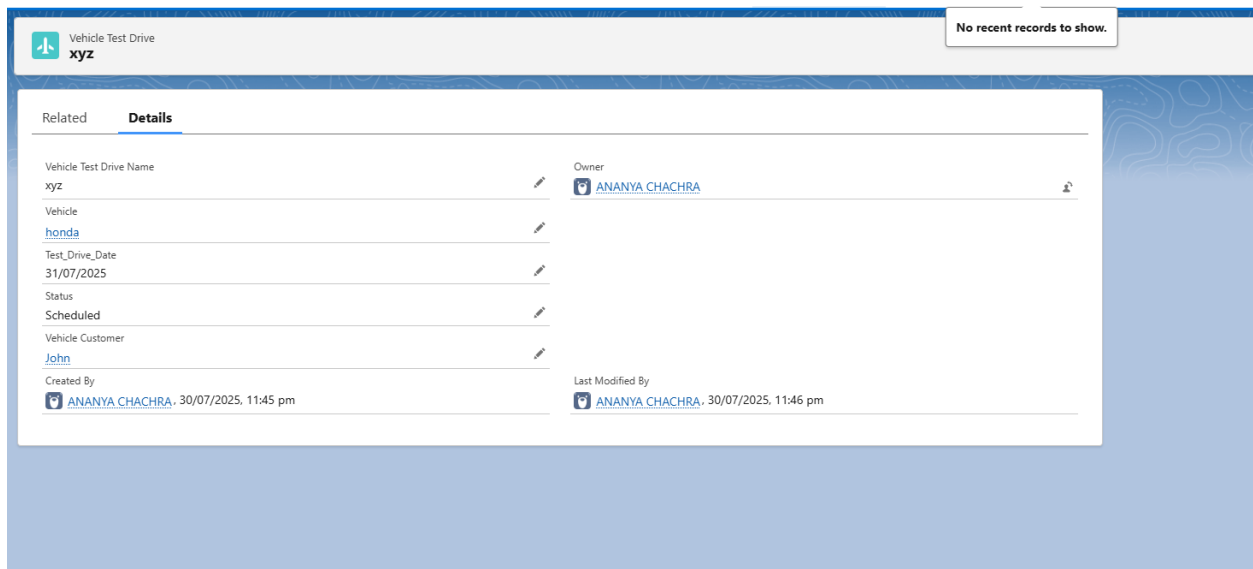 No recent records to show.
Vehicle Test Drive
xyz
Related Details
Vehicle Test Drive Name
xyz
Owner
ANANYA CHACHRA
Vehicle
honda
Test_Drive_Date
31/07/2025
Status
Scheduled
Vehicle Customer
John
Created By
ANANYA CHACHRA, 30/07/2025, 11:45 pm
Last Modified By
ANANYA CHACHRA, 30/07/2025, 11:46 pm